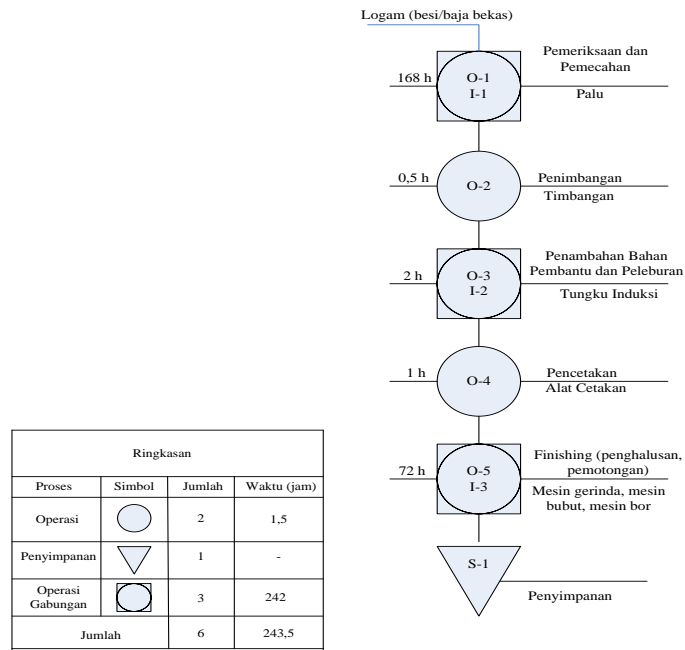 Logam (besi/baja bekas)
168 h
O-1
I-1
Pemeriksaan dan
Pemecahan
Palu
0,5 h
O-2
Penimbangan
Timbangan
2 h
O-3
I-2
Penambahan Bahan
Pembantu dan Peleburan
Tungku Induksi
1 h
O-4
Pencetakan
Alat Cetakan
72 h
O-5
I-3
Finishing (penghalusan,
pemotongan)
Mesin gerinda, mesin
bubut, mesin bor
S-1
Penyimpanan
Ringkasan
Proses Simbol Jumlah Waktu (jam)
Operasi 2 1,5
Penyimpanan 1 -
Operasi
Gabungan 3 242
Jumlah 6 243,5